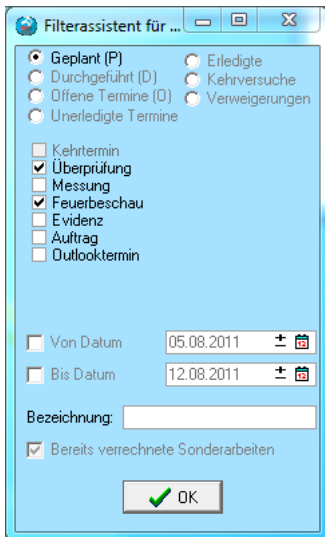 Filterassistent für ...
Geplant (P)
Erledigte
Durchgeführt (D)
Kehrversuche
Offene Termine (O)
Verweigerungen
Unerledigte Termine
Kehrtermin
Überprüfung
Messung
Feuerbeschau
Evidenz
Auftrag
Outlooktermin
Von Datum 05.08.2011
Bis Datum 12.08.2011
Bezeichnung:
Bereits verrechnete Sonderarbeiten
OK